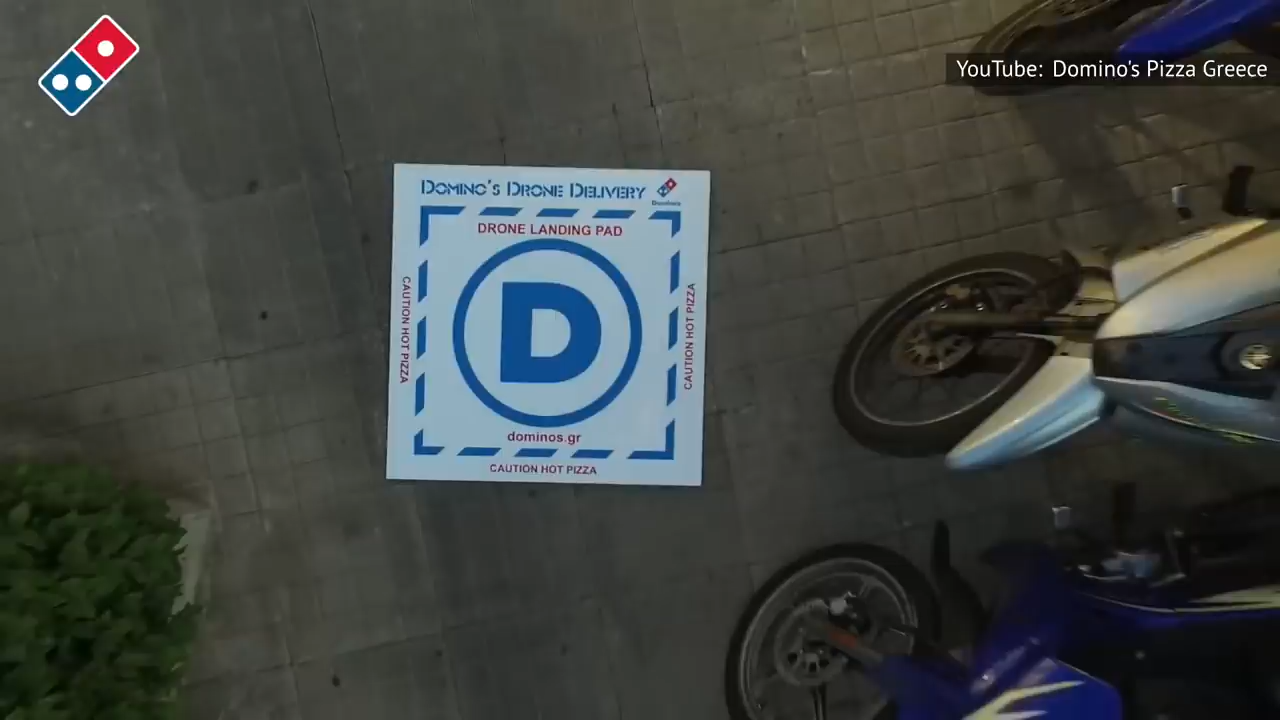 YouTube: Domino's Pizza Greece
DOMINO'S DRONE DELIVERY
Domino's
DRONE LANDING PAD
CAUTION HOT PIZZA
CAUTION HOT PIZZA
D
dominos.gr
CAUTION HOT PIZZA